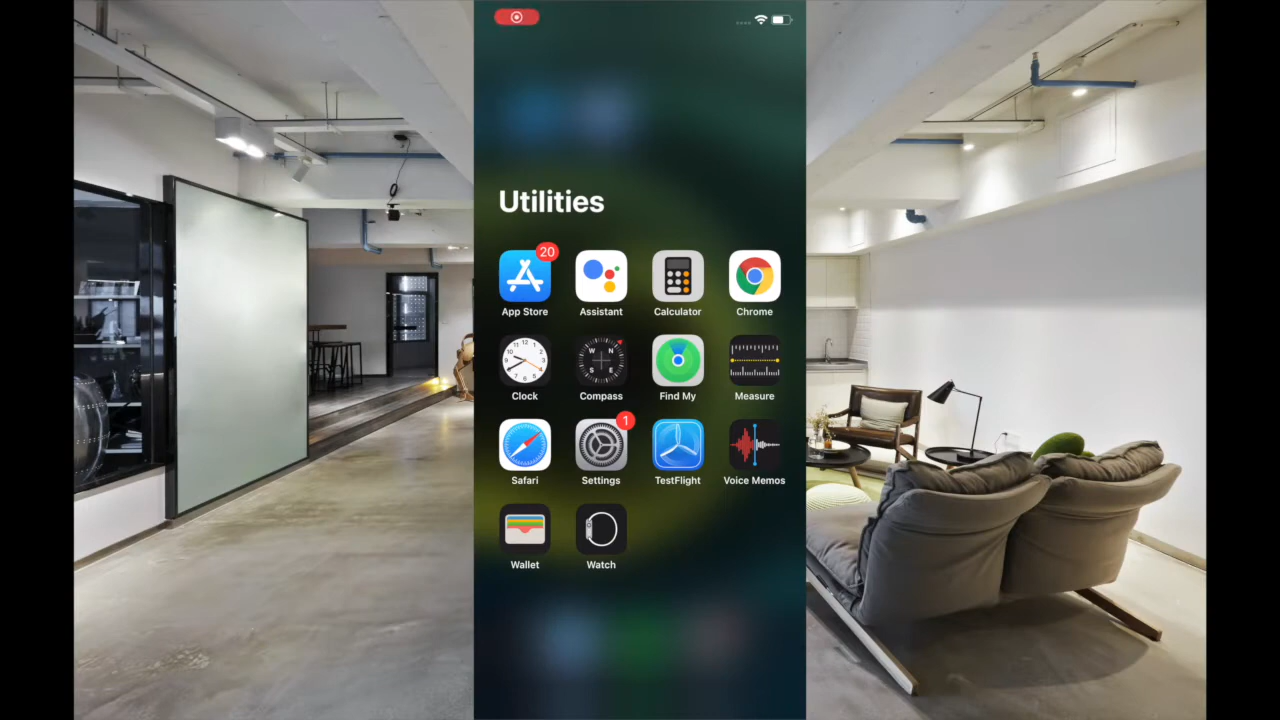 Utilities
20
App Store
Assistant
Calculator
Chrome
Clock
Compass
Find My
Measure
1
Safari
Settings
TestFlight
Voice Memos
Wallet
Watch